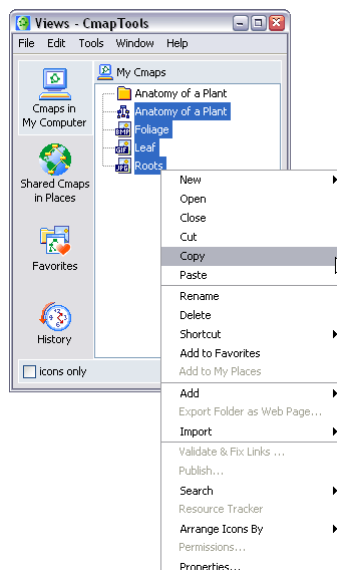 Views - CmapTools
File Edit Tools Window Help
Cmaps in
My Computer
Shared Cmaps
in Places
Favorites
History
icons only
My Cmaps
Anatomy of a Plant
Anatomy of a Plant
BMP Foliage
GIF Leaf
JPG Roots
New
Open
Close
Cut
Copy
Paste
Rename
Delete
Shortcut
Add to Favorites
Add to My Places
Add
Export Folder as Web Page...
Import
Validate & Fix Links ...
Publish...
Search
Resource Tracker
Arrange Icons By
Permissions...
Properties...